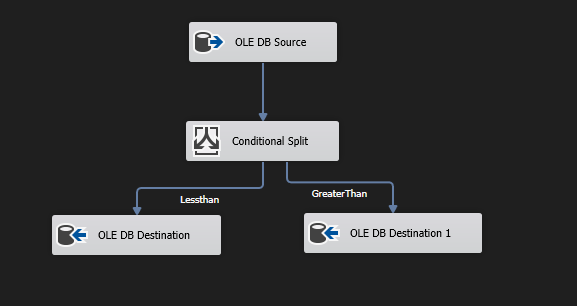 OLE DB Source
Conditional Split
Lessthan
GreaterThan
OLE DB Destination
OLE DB Destination 1